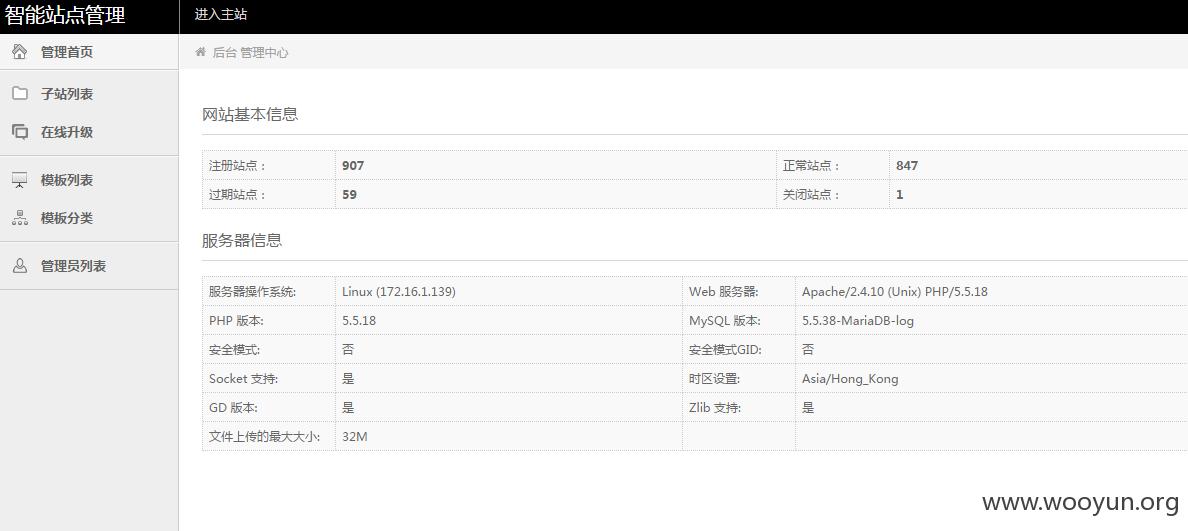 智能站点管理
进入主站
管理首页
后台 管理中心
子站列表
在线升级
模板列表
模板分类
管理员列表
网站基本信息
注册站点： 907 正常站点： 847
过期站点： 59 关闭站点： 1
服务器信息
服务器操作系统: Linux (172.16.1.139) Web 服务器: Apache/2.4.10 (Unix) PHP/5.5.18
PHP 版本: 5.5.18 MySQL 版本: 5.5.38-MariaDB-log
安全模式: 否 安全模式GID: 否
Socket 支持: 是 时区设置: Asia/Hong_Kong
GD 版本: 是 Zlib 支持: 是
文件上传的最大大小: 32M
www.wooyun.org